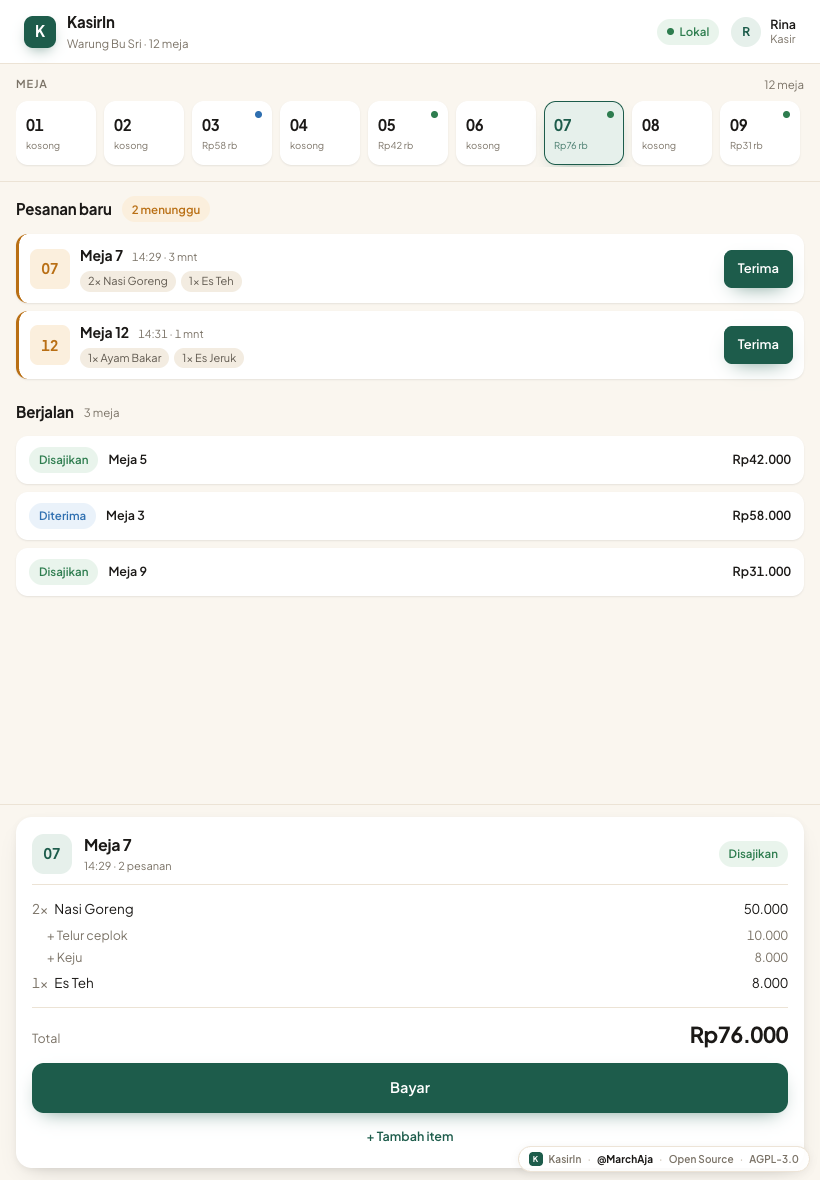 K
KasirIn
Warung Bu Sri · 12 meja
Lokal
R
Rina
Kasir
MEJA
12 meja
01
kosong
02
kosong
03
Rp58 rb
04
kosong
05
Rp42 rb
06
kosong
07
Rp76 rb
08
kosong
09
Rp31 rb
Pesanan baru
2 menunggu
07
Meja 7 14:29 · 3 mnt
2× Nasi Goreng 1× Es Teh
Terima
12
Meja 12 14:31 · 1 mnt
1× Ayam Bakar 1× Es Jeruk
Terima
Berjalan 3 meja
Disajikan Meja 5 Rp42.000
Diterima Meja 3 Rp58.000
Disajikan Meja 9 Rp31.000
07
Meja 7
14:29 · 2 pesanan
Disajikan
2× Nasi Goreng 50.000
+ Telur ceplok 10.000
+ Keju 8.000
1× Es Teh 8.000
Total Rp76.000
Bayar
+ Tambah item
K KasirIn · @MarchAja · Open Source · AGPL-3.0